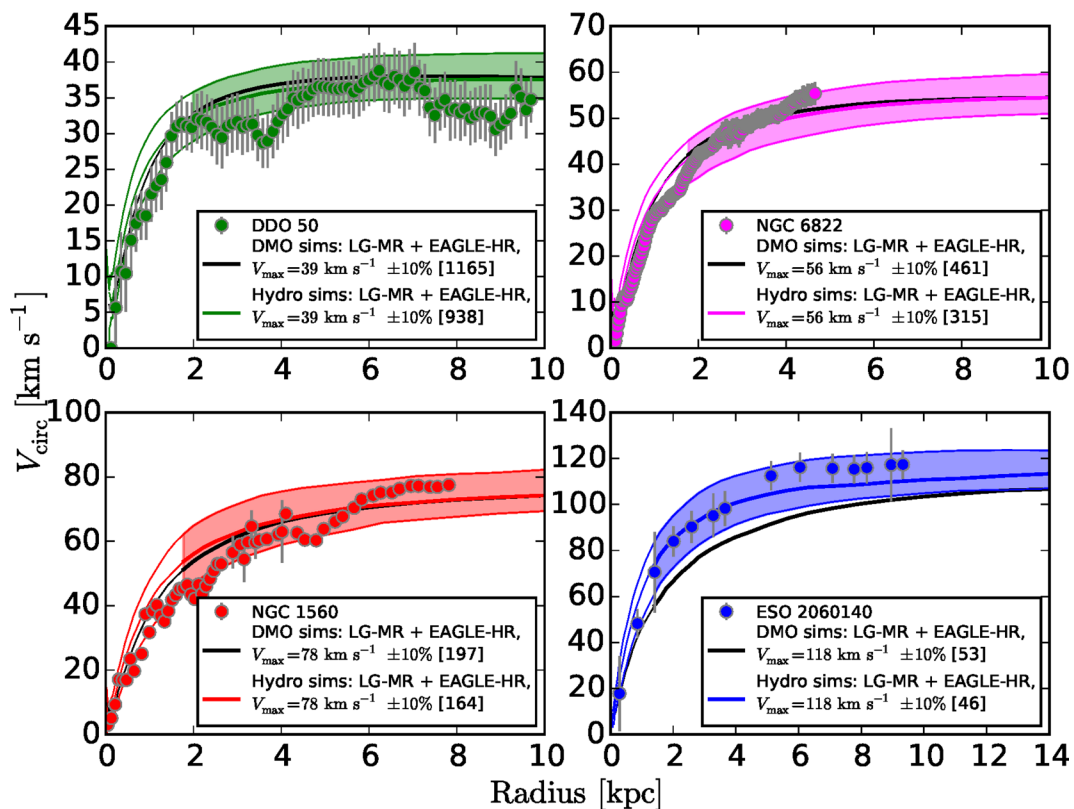 V_circ [km s⁻¹]
45
40
35
30
25
20
15
10
5
0
0 2 4 6 8 10
DDO 50
DMO sims: LG-MR + EAGLE-HR,
V_max=39 km s⁻¹ ±10% [1165]
Hydro sims: LG-MR + EAGLE-HR,
V_max=39 km s⁻¹ ±10% [938]
70
60
50
40
30
20
10
0
0 2 4 6 8 10
NGC 6822
DMO sims: LG-MR + EAGLE-HR,
V_max=56 km s⁻¹ ±10% [461]
Hydro sims: LG-MR + EAGLE-HR,
V_max=56 km s⁻¹ ±10% [315]
100
80
60
40
20
0
0 2 4 6 8 10
NGC 1560
DMO sims: LG-MR + EAGLE-HR,
V_max=78 km s⁻¹ ±10% [197]
Hydro sims: LG-MR + EAGLE-HR,
V_max=78 km s⁻¹ ±10% [164]
140
120
100
80
60
40
20
0
0 2 4 6 8 10 12 14
ESO 2060140
DMO sims: LG-MR + EAGLE-HR,
V_max=118 km s⁻¹ ±10% [53]
Hydro sims: LG-MR + EAGLE-HR,
V_max=118 km s⁻¹ ±10% [46]
Radius [kpc]